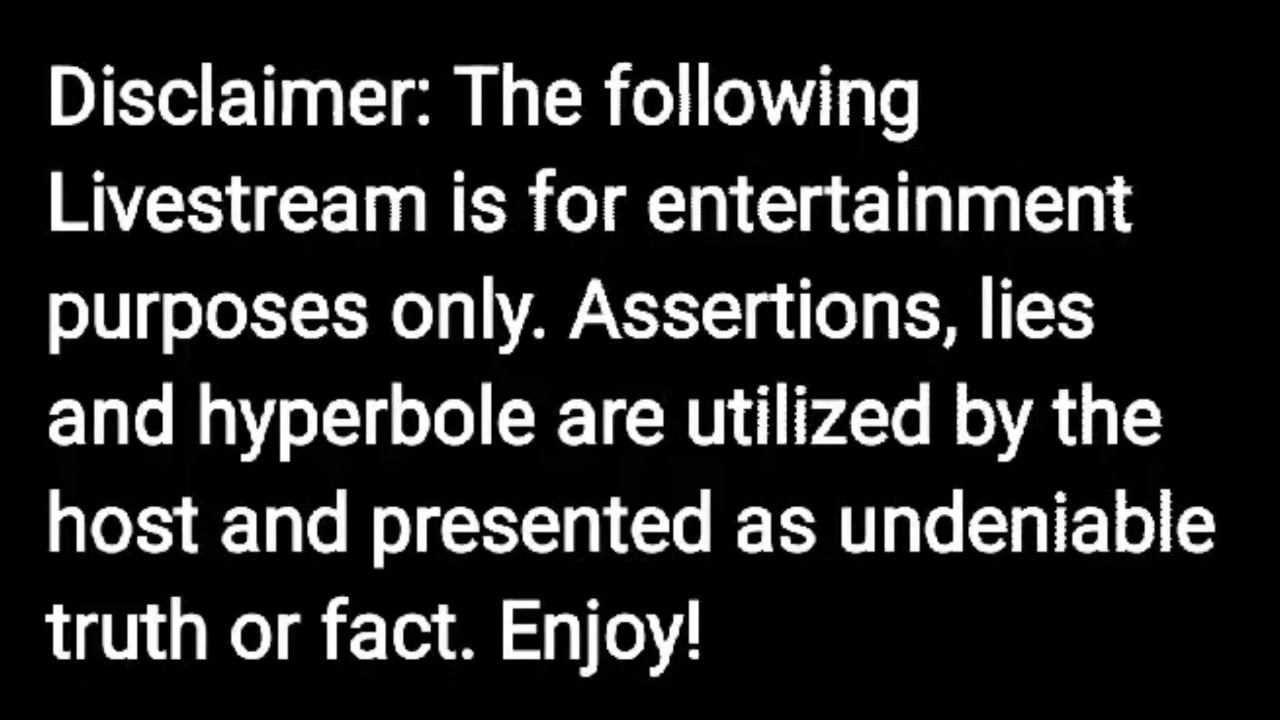 Disclaimer: The following
Livestream is for entertainment
purposes only. Assertions, lies
and hyperbole are utilized by the
host and presented as undeniable
truth or fact. Enjoy!